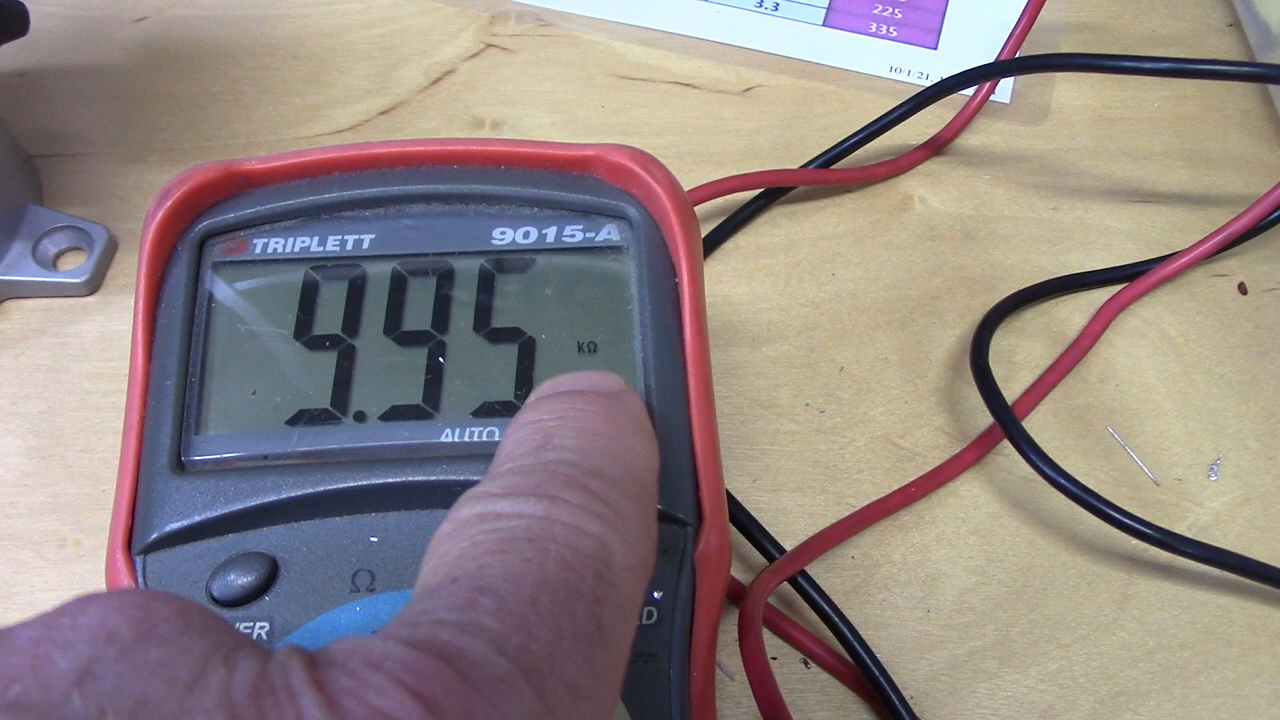 3.3
225
335
10/1/21,
TRIPLETT 9015-A
9.95 kΩ
AUTO
Ω